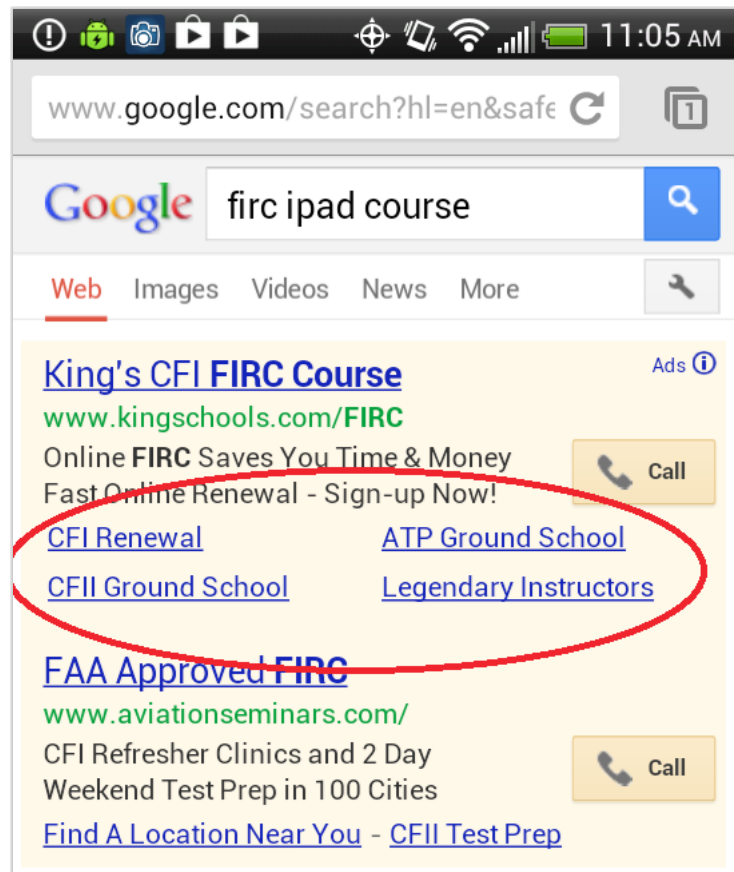 11:05 AM
www.google.com/search?hl=en&safe
1
Google firc ipad course
Web Images Videos News More
King's CFI FIRC Course Ads
www.kingschools.com/FIRC
Online FIRC Saves You Time & Money
Fast Online Renewal - Sign-up Now!
Call
CFI Renewal ATP Ground School
CFII Ground School Legendary Instructors
FAA Approved FIRC
www.aviationseminars.com/
CFI Refresher Clinics and 2 Day
Weekend Test Prep in 100 Cities
Call
Find A Location Near You - CFII Test Prep